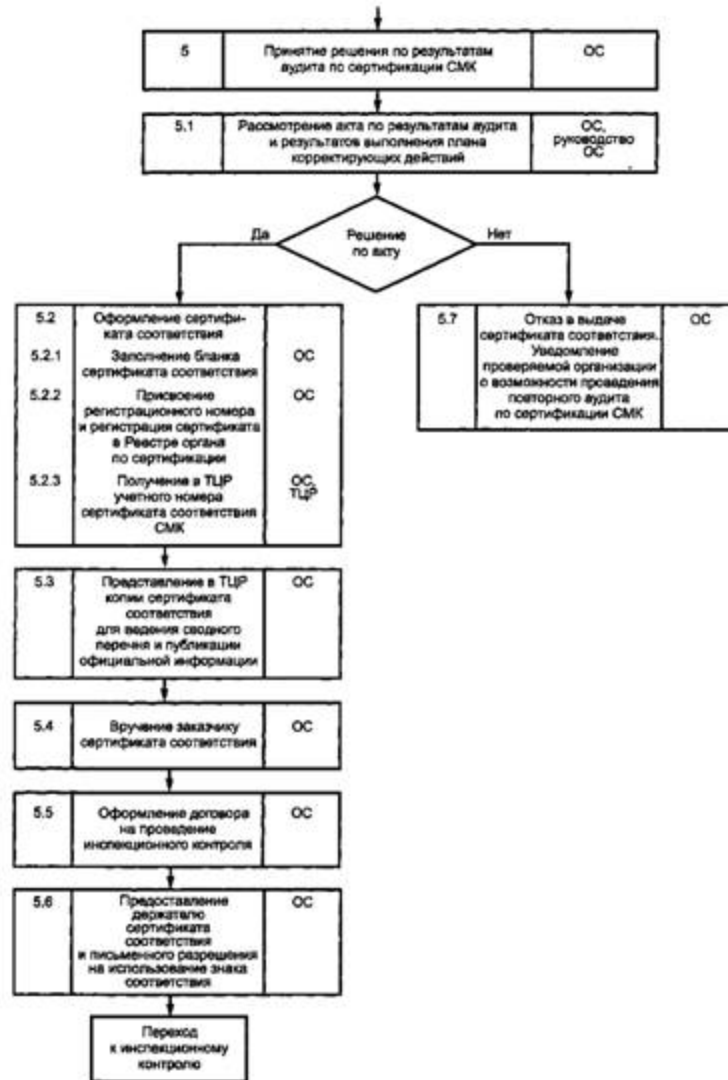 5 Принятие решения по результатам ОС
аудита по сертификации СМК
5.1 Рассмотрение акта по результатам аудита ОС,
и результатов выполнения плана руководство
корректирующих действий ОС
Да Решение Нет
по акту
5.2 Оформление сертифи-
ката соответствия
5.2.1 Заполнение бланка ОС
сертификата соответствия
5.2.2 Присвоение ОС
регистрационного номера
и регистрация сертификата
в Реестре органа
по сертификации
5.2.3 Получение в ТЦР ОС,
учетного номера ТЦР
сертификата соответствия
СМК
5.7 Отказ в выдаче ОС
сертификата соответствия.
Уведомление
проверяемой организации
о возможности проведения
повторного аудита
по сертификации СМК
5.3 Представление в ТЦР ОС
копии сертификата
соответствия
для ведения сводного
перечня и публикации
официальной информации
5.4 Вручение заказчику ОС
сертификата соответствия
5.5 Оформление договора ОС
на проведение
инспекционного контроля
5.6 Предоставление ОС
держателю
сертификата
соответствия
и письменного разрешения
на использование знака
соответствия
Переход
к инспекционному
контролю